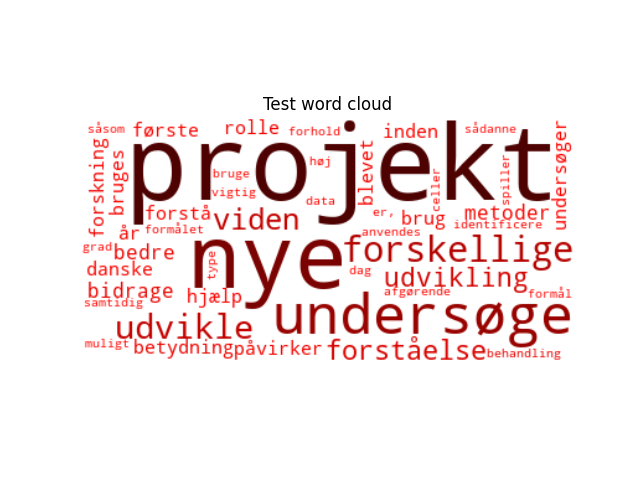 Test word cloud
såsom
første
rolle
forhold
inden
sådanne
undersøger
forskning
bruges
projekt
bruge
høj
vigtig
data
blevet
celler
spiller
forstå
viden
er,
brug
metoder
grad
år
formålet
nye
anvendes
identificere
bedre
danske
type
dag
forskellige
udvikling
bidrage
hjælp
afgørende
formål
samtidig
udvikle
undersøge
muligt
betydning
påvirker
forståelse
behandling